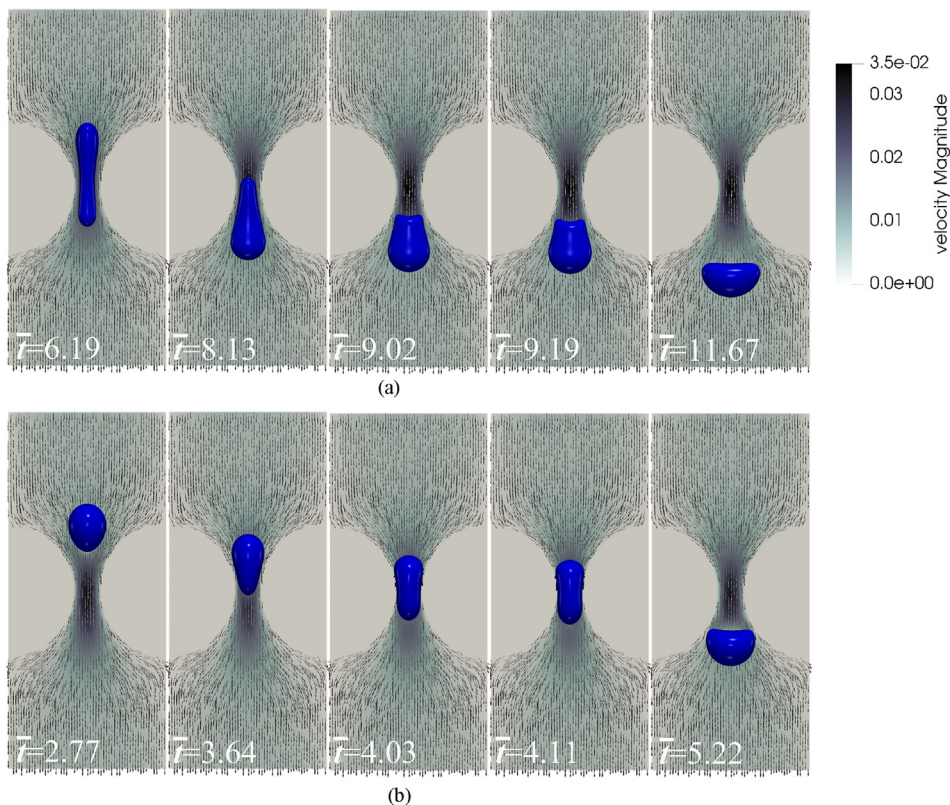 3.5e-02
0.03
0.02
0.01
0.0e+00
velocity Magnitude
t̅=6.19
t̅=8.13
t̅=9.02
t̅=9.19
t̅=11.67
(a)
t̅=2.77
t̅=3.64
t̅=4.03
t̅=4.11
t̅=5.22
(b)